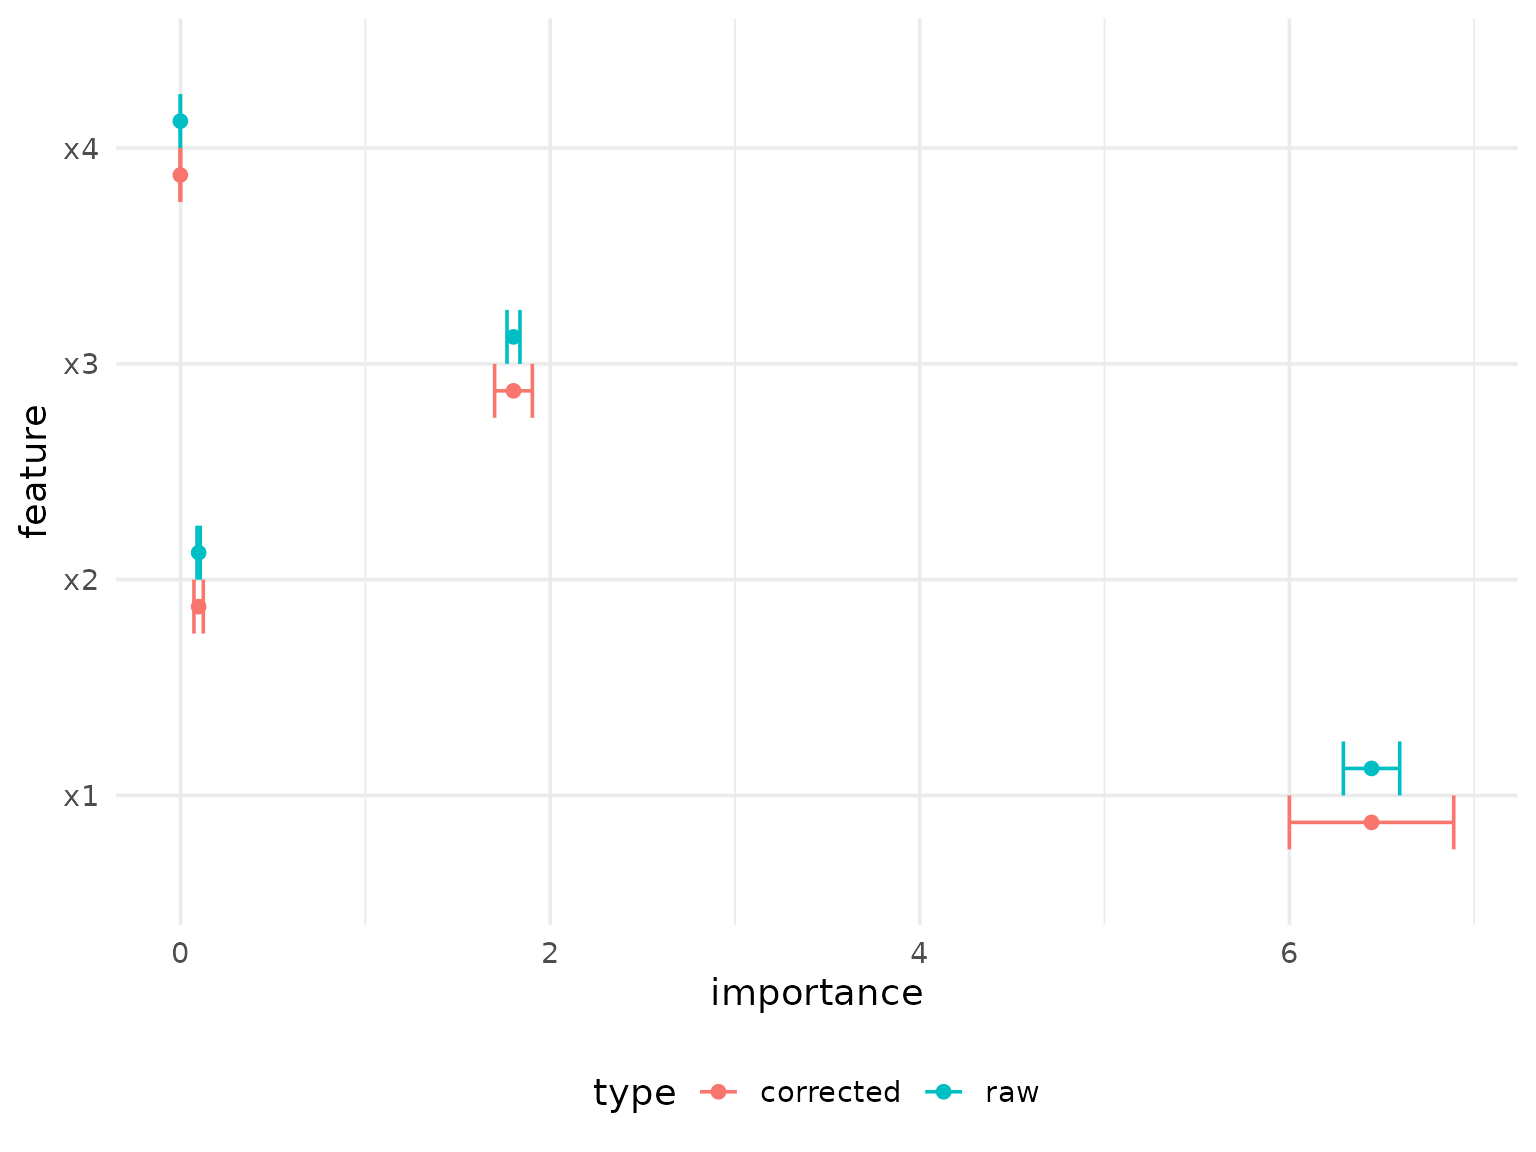 x4
x3
x2
x1
feature
0 2 4 6
importance
type corrected raw